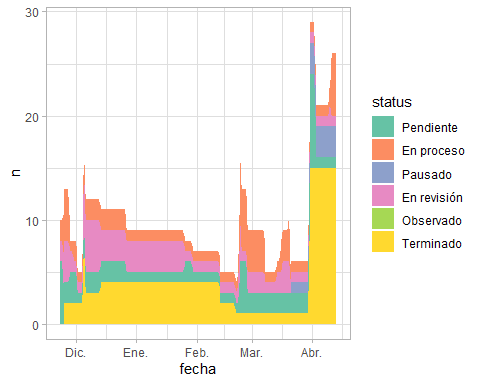 30
20
10
0
n
Dic.
Ene.
Feb.
Mar.
Abr.
fecha
status
Pendiente
En proceso
Pausado
En revisión
Observado
Terminado